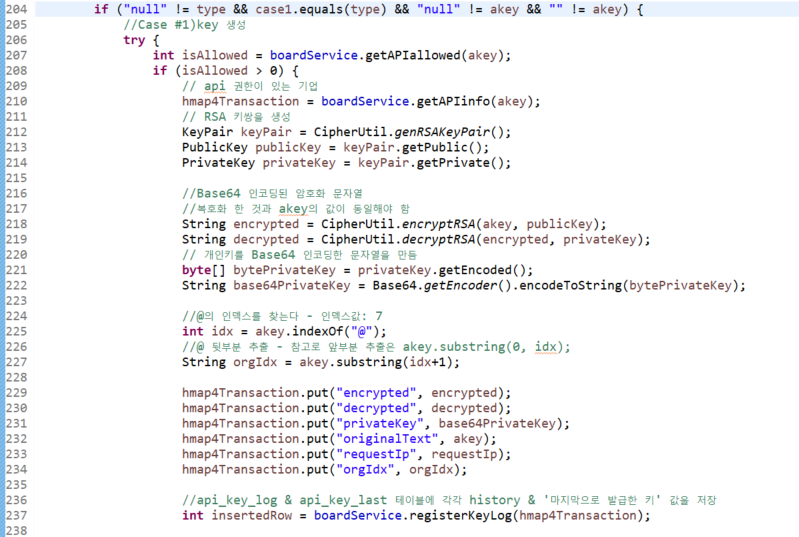 204 if ("null" != type && case1.equals(type) && "null" != akey && "" != akey) {
205 //Case #1)key 생성
206 try {
207 int isAllowed = boardService.getAPIallowed(akey);
208 if (isAllowed > 0) {
209 // api 권한이 있는 기업
210 hmap4Transaction = boardService.getAPIinfo(akey);
211 // RSA 키쌍을 생성
212 KeyPair keyPair = CipherUtil.genRSAKeyPair();
213 PublicKey publicKey = keyPair.getPublic();
214 PrivateKey privateKey = keyPair.getPrivate();
215
216 //Base64 인코딩된 암호화 문자열
217 //복호화 한 것과 akey의 값이 동일해야 함
218 String encrypted = CipherUtil.encryptRSA(akey, publicKey);
219 String decrypted = CipherUtil.decryptRSA(encrypted, privateKey);
220 // 개인키를 Base64 인코딩한 문자열을 만듬
221 byte[] bytePrivateKey = privateKey.getEncoded();
222 String base64PrivateKey = Base64.getEncoder().encodeToString(bytePrivateKey);
223
224 //@의 인덱스를 찾는다 - 인덱스값: 7
225 int idx = akey.indexOf("@");
226 //@ 뒷부분 추출 - 참고로 앞부분 추출은 akey.substring(0, idx);
227 String orgIdx = akey.substring(idx+1);
228
229 hmap4Transaction.put("encrypted", encrypted);
230 hmap4Transaction.put("decrypted", decrypted);
231 hmap4Transaction.put("privateKey", base64PrivateKey);
232 hmap4Transaction.put("originalText", akey);
233 hmap4Transaction.put("requestIp", requestIp);
234 hmap4Transaction.put("orgIdx", orgIdx);
235
236 //api_key_log & api_key_last 테이블에 각각 history & '마지막으로 발급한 키' 값을 저장
237 int insertedRow = boardService.registerKeyLog(hmap4Transaction);
238